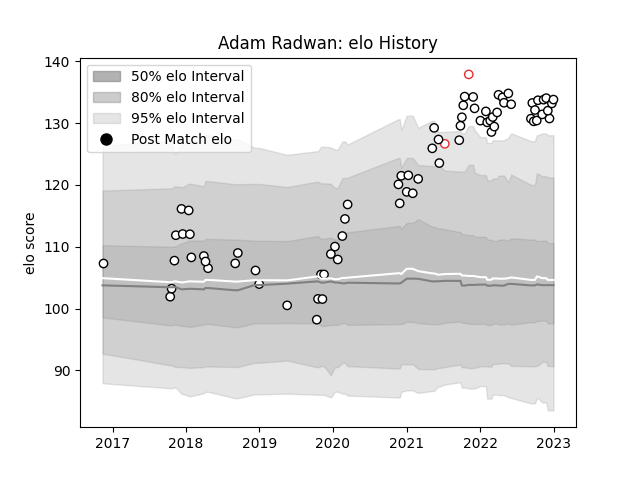 Adam Radwan: elo History
50% elo Interval
80% elo Interval
95% elo Interval
Post Match elo
elo score
140
130
120
110
100
90
2017 2018 2019 2020 2021 2022 2023